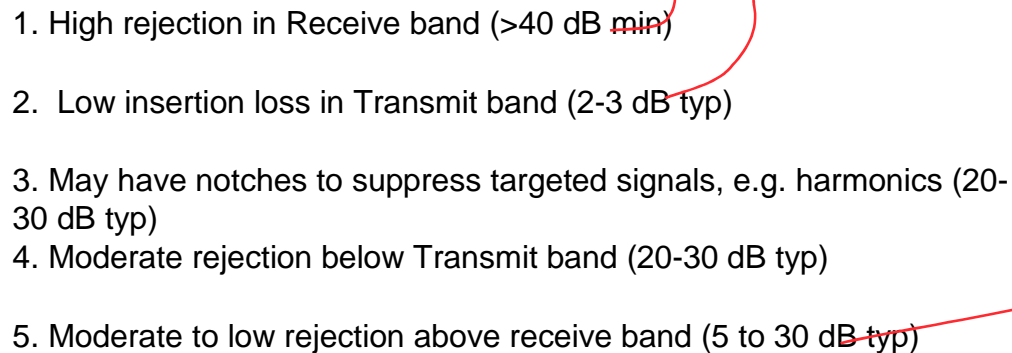 1. High rejection in Receive band (>40 dB min)
2. Low insertion loss in Transmit band (2-3 dB typ)
3. May have notches to suppress targeted signals, e.g. harmonics (20-
30 dB typ)
4. Moderate rejection below Transmit band (20-30 dB typ)
5. Moderate to low rejection above receive band (5 to 30 dB typ)